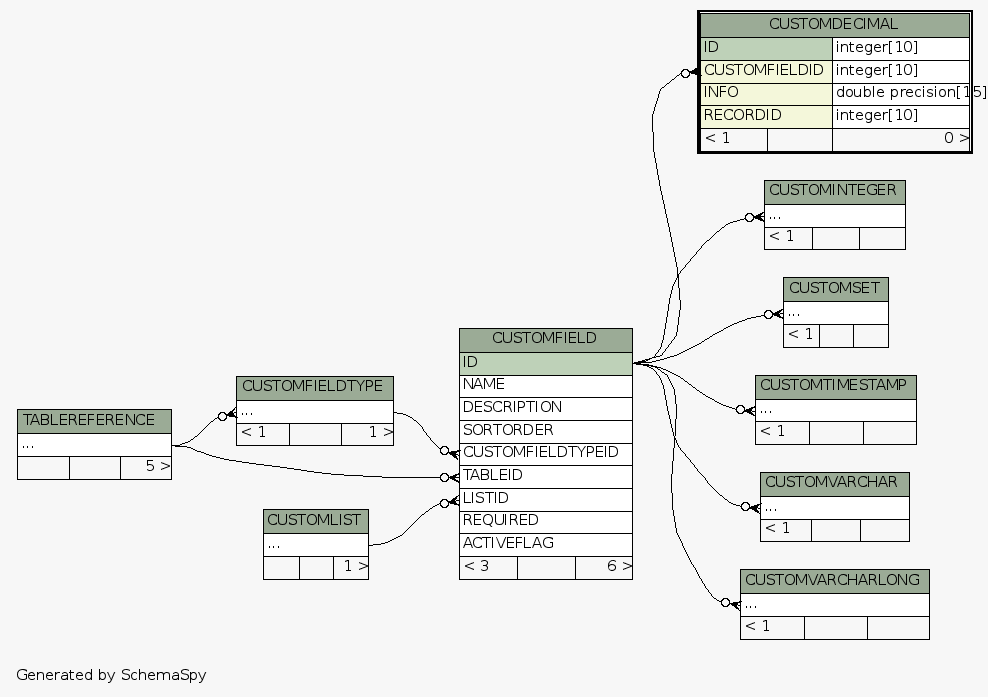 CUSTOMDECIMAL
ID integer[10]
CUSTOMFIELDID integer[10]
INFO double precision[15]
RECORDID integer[10]
< 1 0 >
CUSTOMINTEGER
...
< 1
CUSTOMSET
...
< 1
CUSTOMFIELD
ID
NAME
DESCRIPTION
SORTORDER
CUSTOMFIELDTYPEID
TABLEID
LISTID
REQUIRED
ACTIVEFLAG
< 3 6 >
CUSTOMFIELDTYPE
...
< 1 1 >
TABLEREFERENCE
...
5 >
CUSTOMLIST
...
1 >
CUSTOMTIMESTAMP
...
< 1
CUSTOMVARCHAR
...
< 1
CUSTOMVARCHARLONG
...
< 1
Generated by SchemaSpy